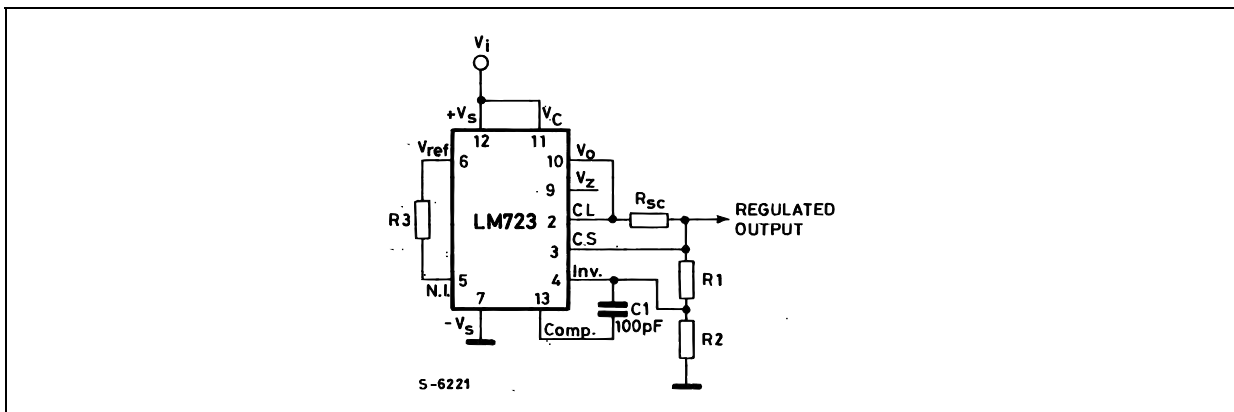 Vi
+Vs
VC
12
11
Vref
6
10
Vo
9
Vz
R3
LM723
2
CL
Rsc
REGULATED
OUTPUT
3
CS
5
N.I.
4
Inv.
R1
7
13
-Vs
Comp.
C1
100pF
R2
S-6221